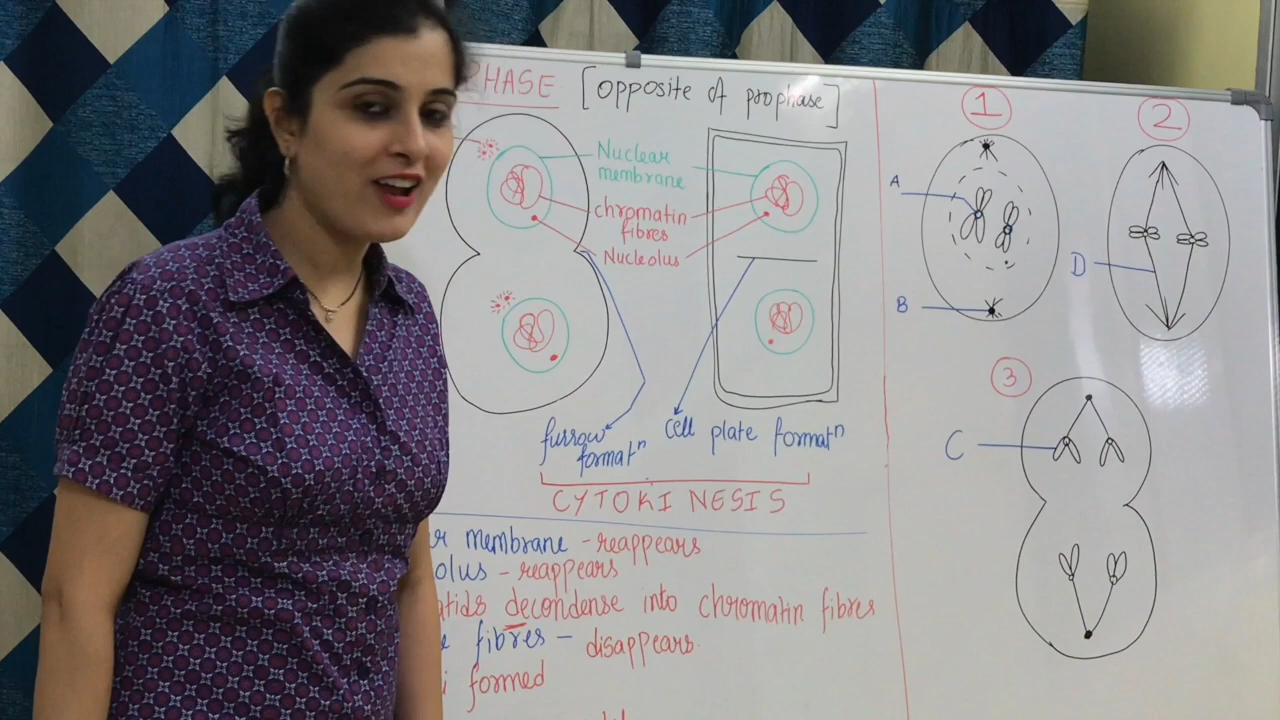 PHASE [opposite of prophase]
Nuclear
membrane
chromatin
fibres
Nucleolus
furrow
formatⁿ
cell plate formatⁿ
CYTOKINESIS
r membrane - reappears
olus - reappears
atids decondense into chromatin fibres
e fibres - disappears.
i formed
1
A
B
2
D
3
C